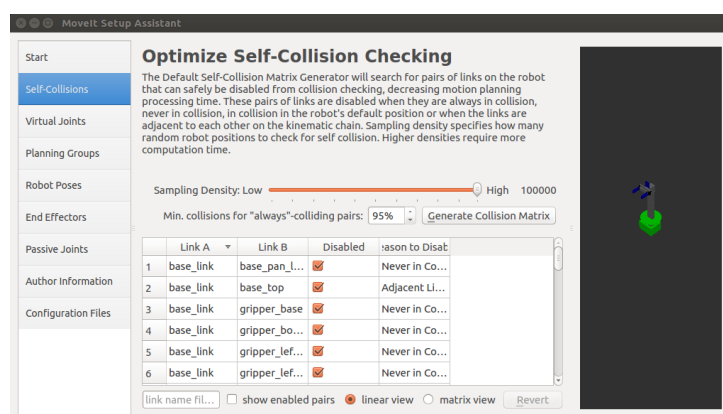 MoveIt Setup Assistant
Start
Self-Collisions
Virtual Joints
Planning Groups
Robot Poses
End Effectors
Passive Joints
Author Information
Configuration Files
Optimize Self-Collision Checking
The Default Self-Collision Matrix Generator will search for pairs of links on the robot
that can safely be disabled from collision checking, decreasing motion planning
processing time. These pairs of links are disabled when they are always in collision,
never in collision, in collision in the robot's default position or when the links are
adjacent to each other on the kinematic chain. Sampling density specifies how many
random robot positions to check for self collision. Higher densities require more
computation time.
Sampling Density: Low High 100000
Min. collisions for "always"-colliding pairs: 95% Generate Collision Matrix
Link A Link B Disabled eason to Disab
1 base_link base_pan_l... Never in Co...
2 base_link base_top Adjacent Li...
3 base_link gripper_base Never in Co...
4 base_link gripper_bo... Never in Co...
5 base_link gripper_lef... Never in Co...
6 base_link gripper_lef... Never in Co...
link name fil... show enabled pairs linear view matrix view Revert